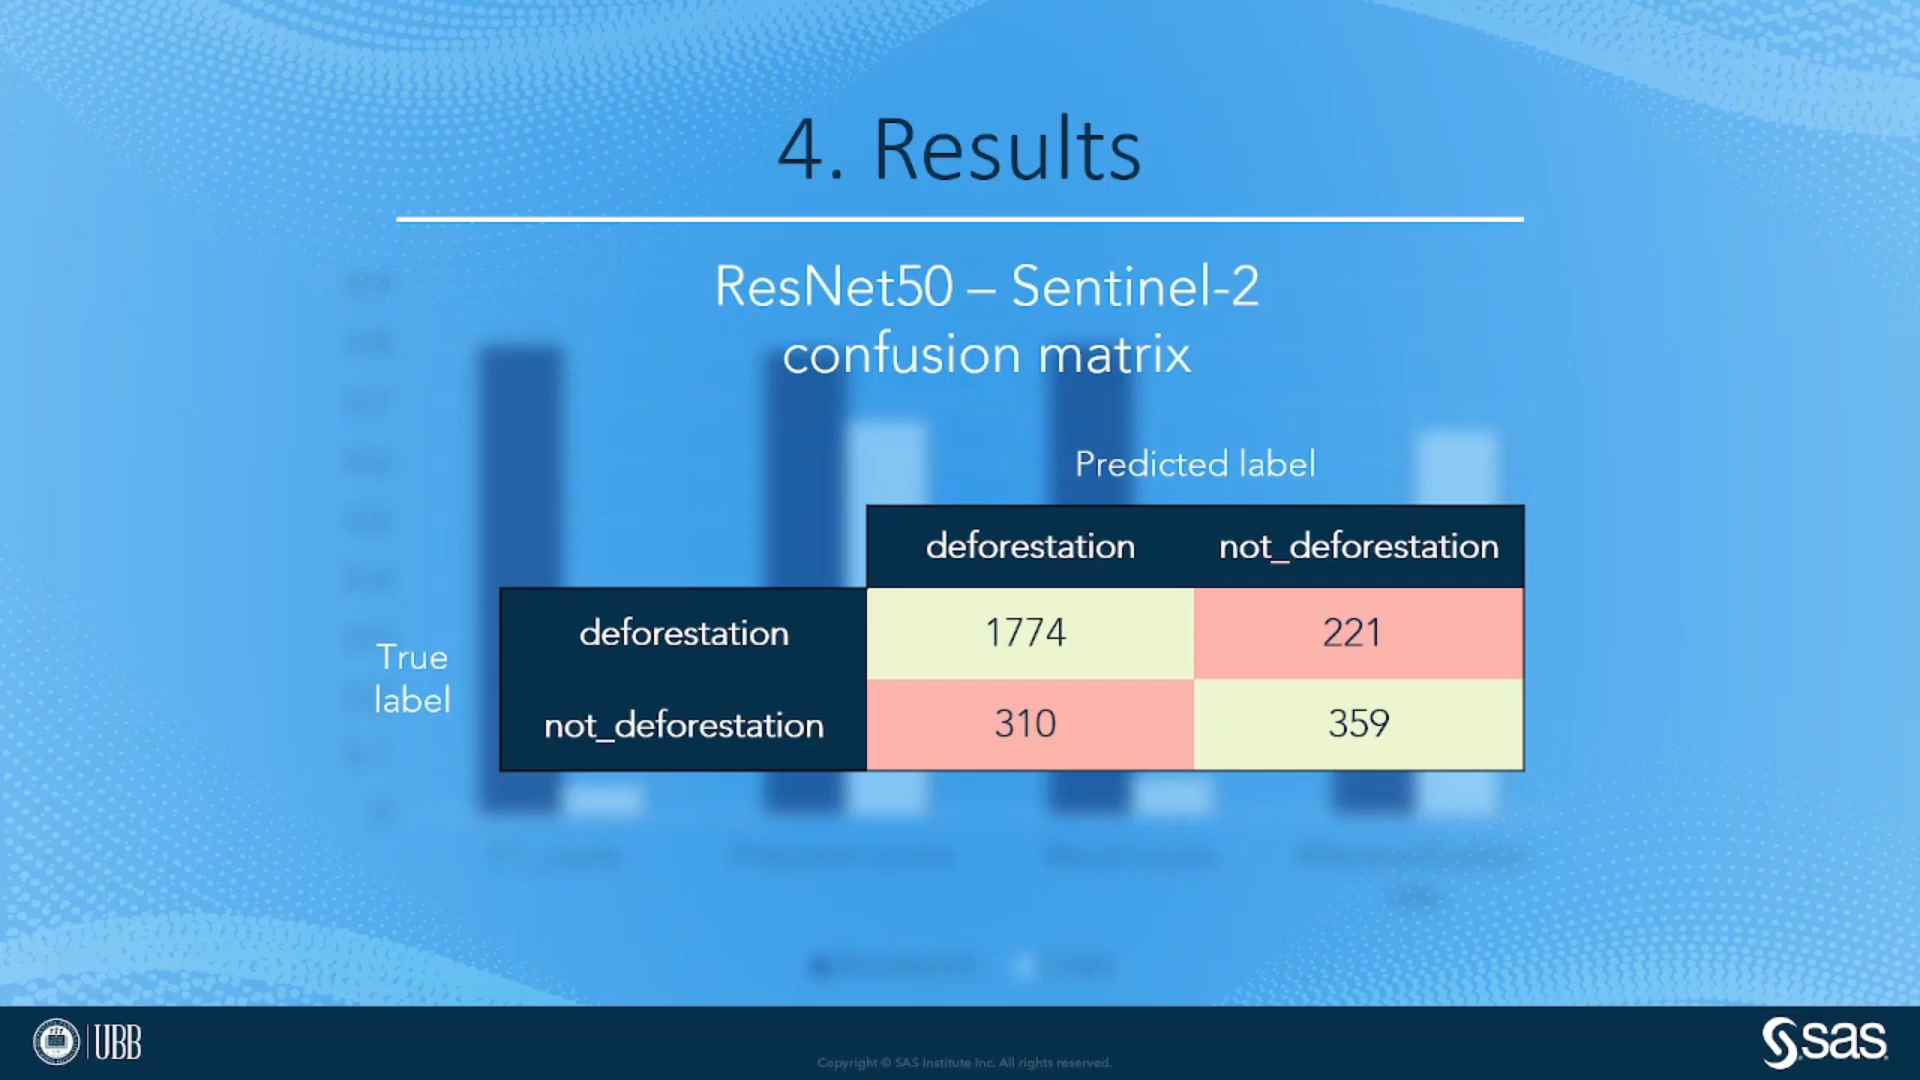 4. Results
ResNet50 – Sentinel-2
confusion matrix
Predicted label
deforestation not_deforestation
True
label
deforestation 1774 221
not_deforestation 310 359
UBB
Copyright © SAS Institute Inc. All rights reserved.
sas